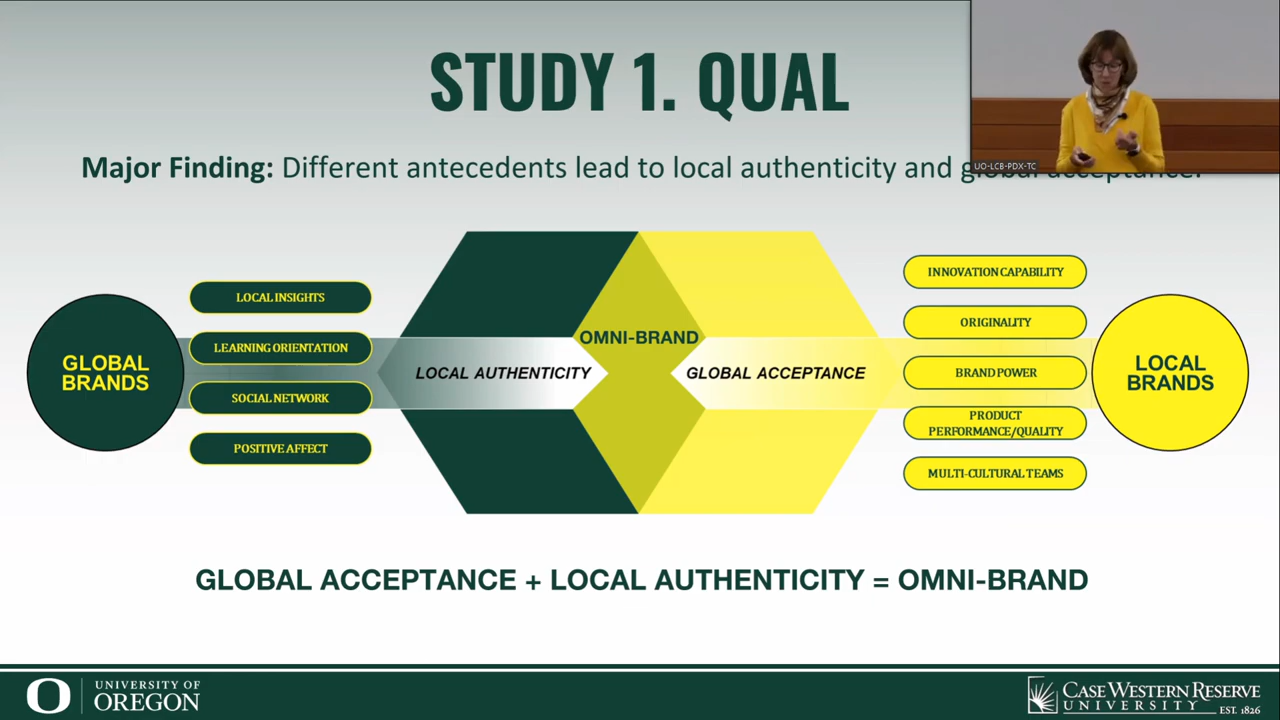 STUDY 1. QUAL
UO-LCB-PDX-TC
Major Finding: Different antecedents lead to local authenticity and global acceptance.
INNOVATION CAPABILITY
LOCAL INSIGHTS
ORIGINALITY
OMNI-BRAND
LEARNING ORIENTATION
GLOBAL
BRANDS
LOCAL AUTHENTICITY
GLOBAL ACCEPTANCE
BRAND POWER
LOCAL
BRANDS
SOCIAL NETWORK
PRODUCT
PERFORMANCE/QUALITY
POSITIVE AFFECT
MULTI-CULTURAL TEAMS
GLOBAL ACCEPTANCE + LOCAL AUTHENTICITY = OMNI-BRAND
O
UNIVERSITY OF
OREGON
CASE WESTERN RESERVE
UNIVERSITY EST. 1826